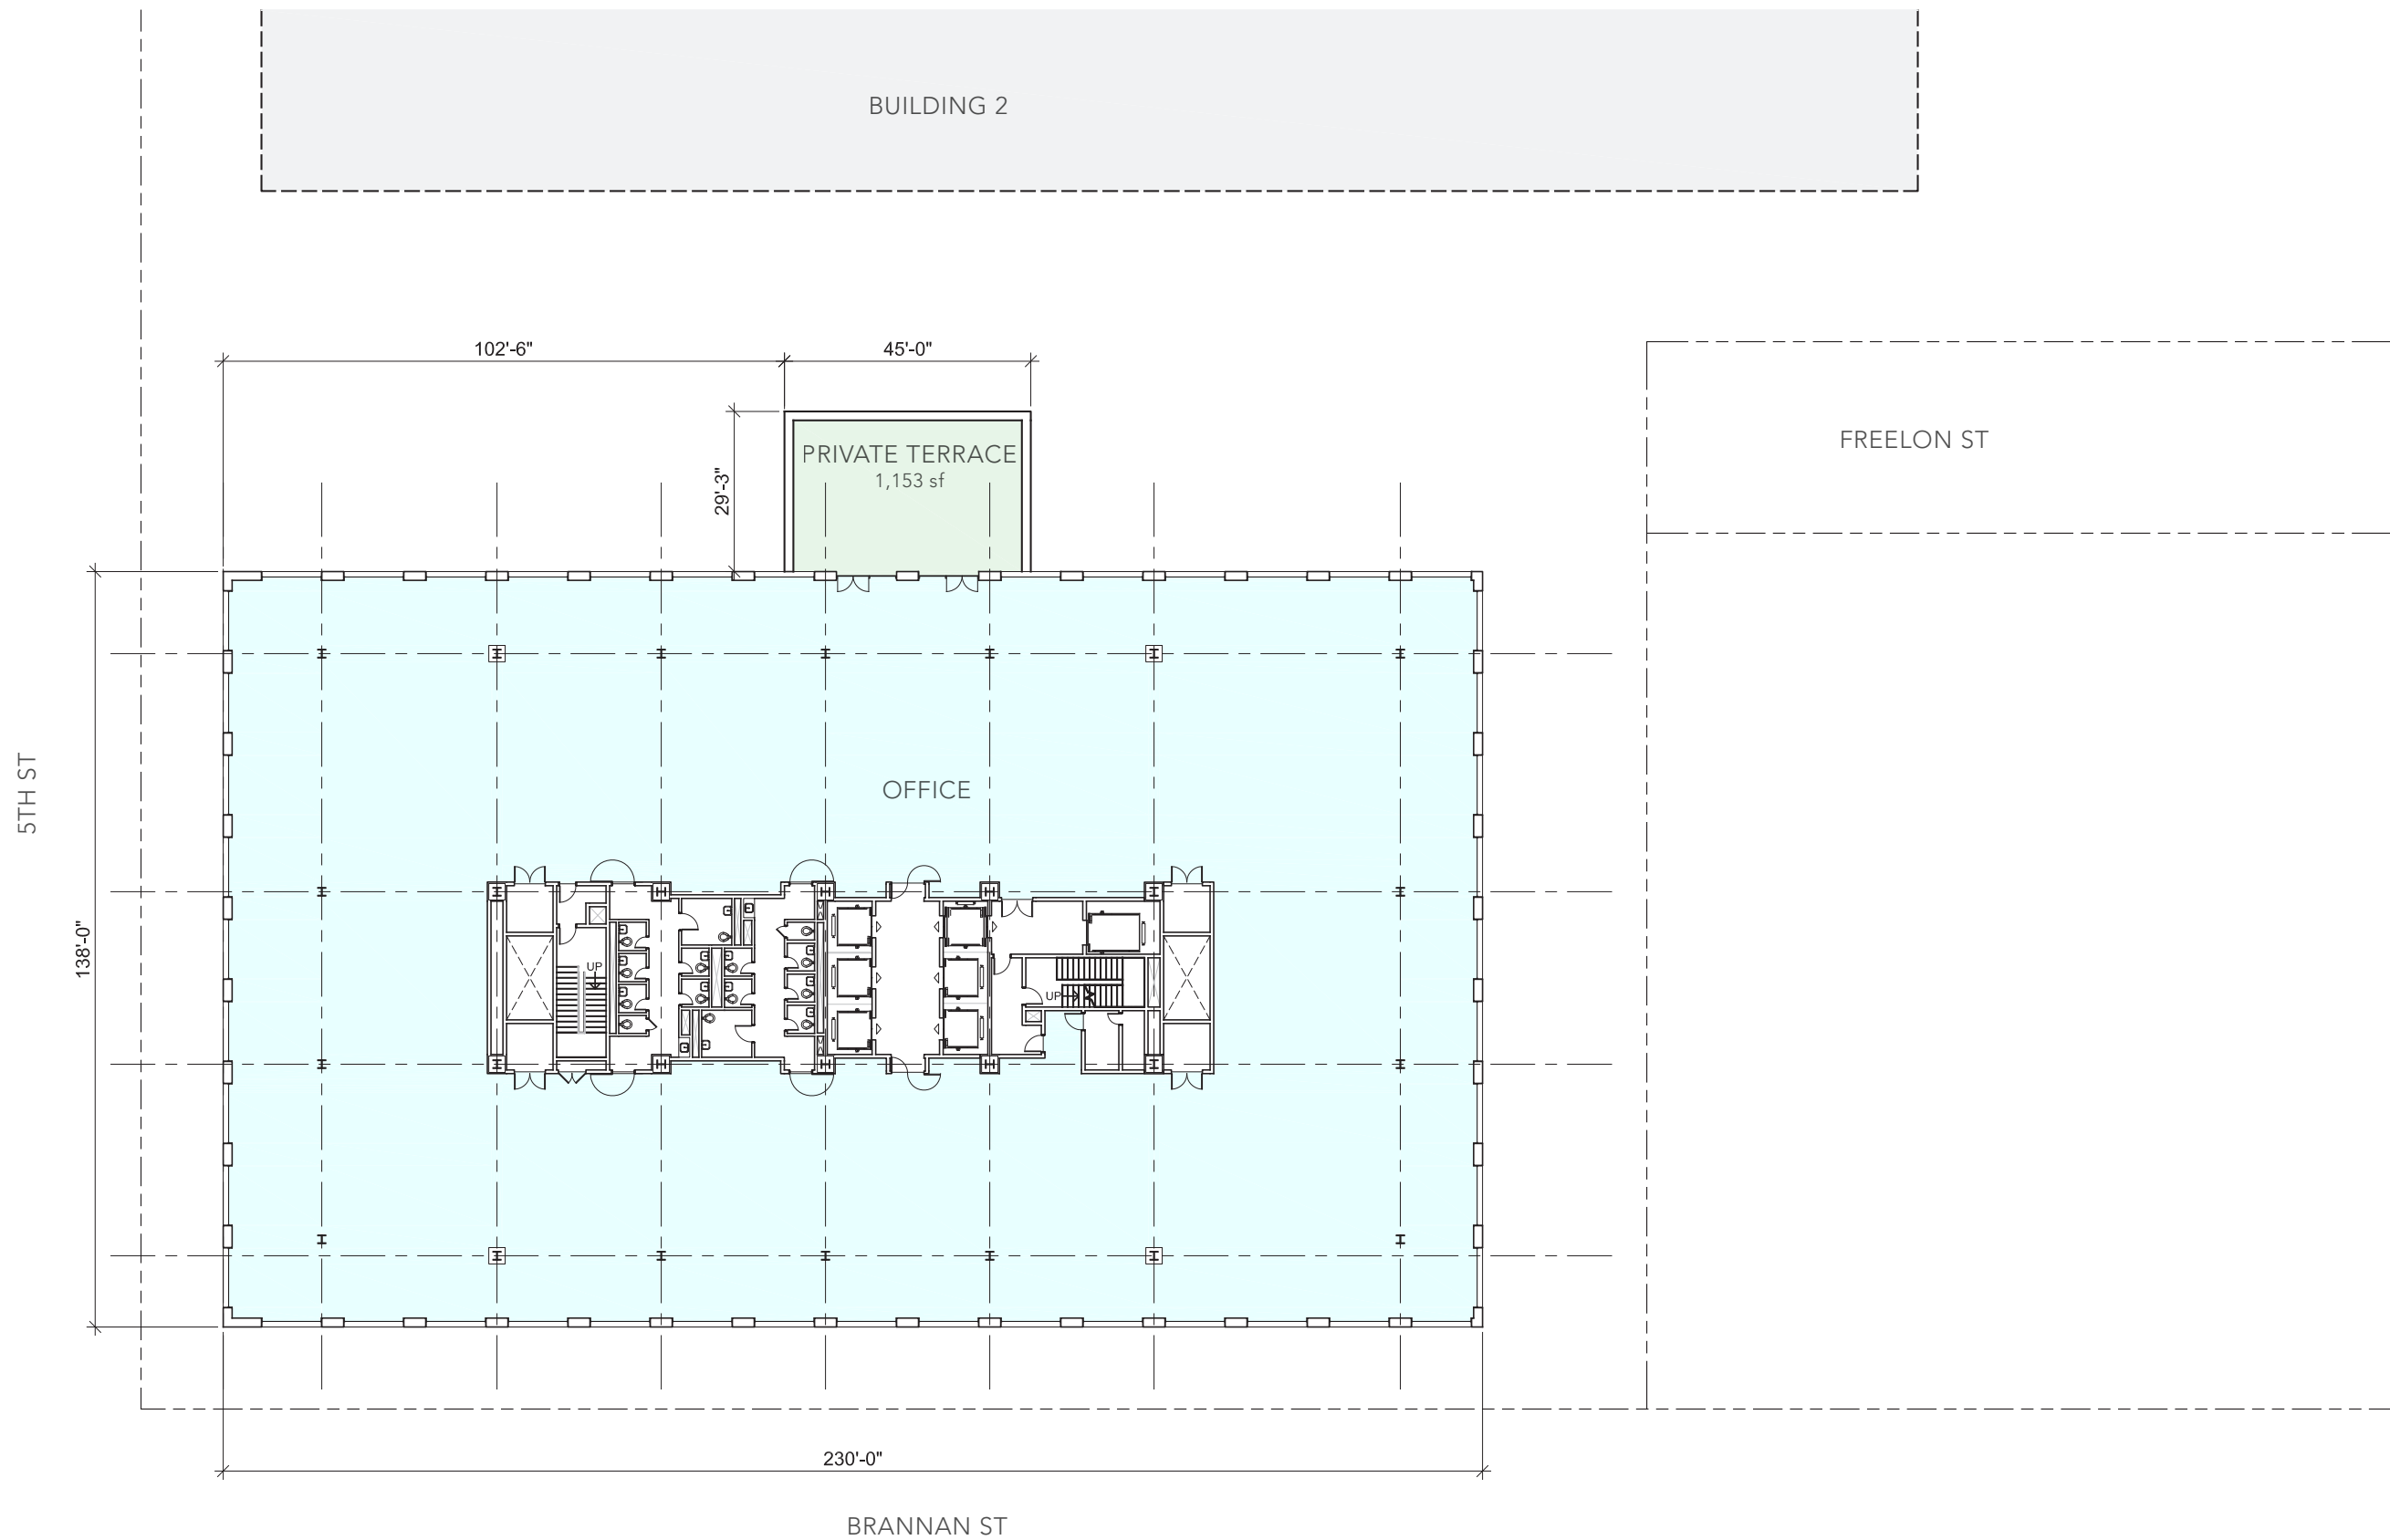 BUILDING 2
102'-6"
45'-0"
FREELON ST
PRIVATE TERRACE
1,153 sf
29'-3"
5TH ST
OFFICE
138'-0"
UP
UP
230'-0"
BRANNAN ST